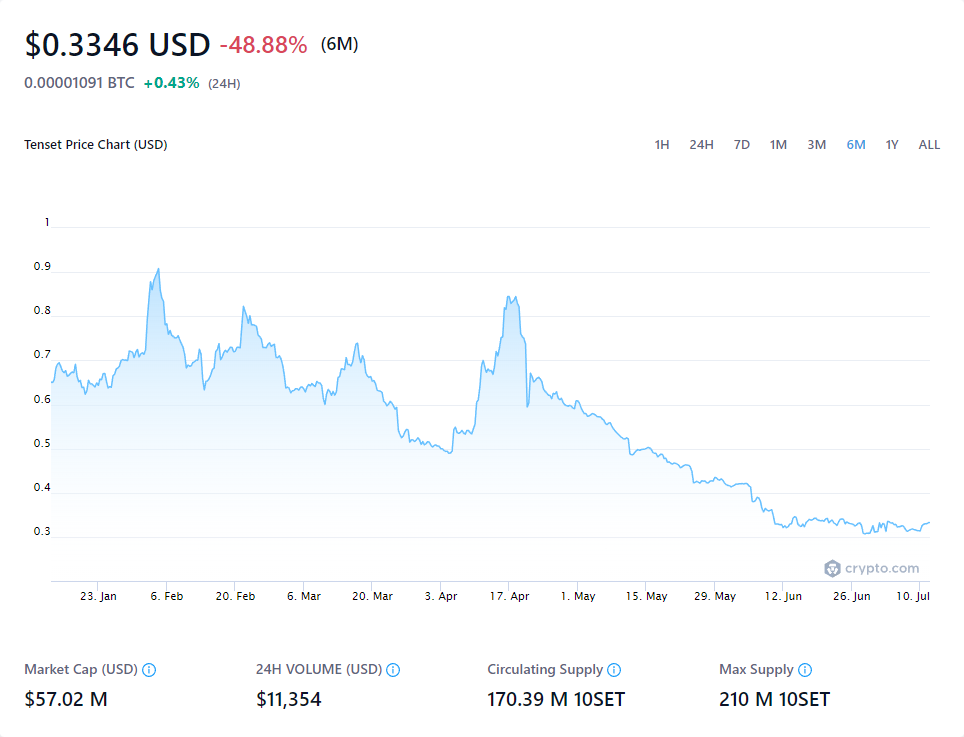 $0.3346 USD -48.88% (6M)
0.00001091 BTC +0.43% (24H)
Tenset Price Chart (USD) 1H 24H 7D 1M 3M 6M 1Y ALL
1
0.9
0.8
0.7
0.6
0.5
0.4
0.3
crypto.com
23. Jan 6. Feb 20. Feb 6. Mar 20. Mar 3. Apr 17. Apr 1. May 15. May 29. May 12. Jun 26. Jun 10. Jul
Market Cap (USD) 24H VOLUME (USD) Circulating Supply Max Supply
$57.02 M $11,354 170.39 M 10SET 210 M 10SET